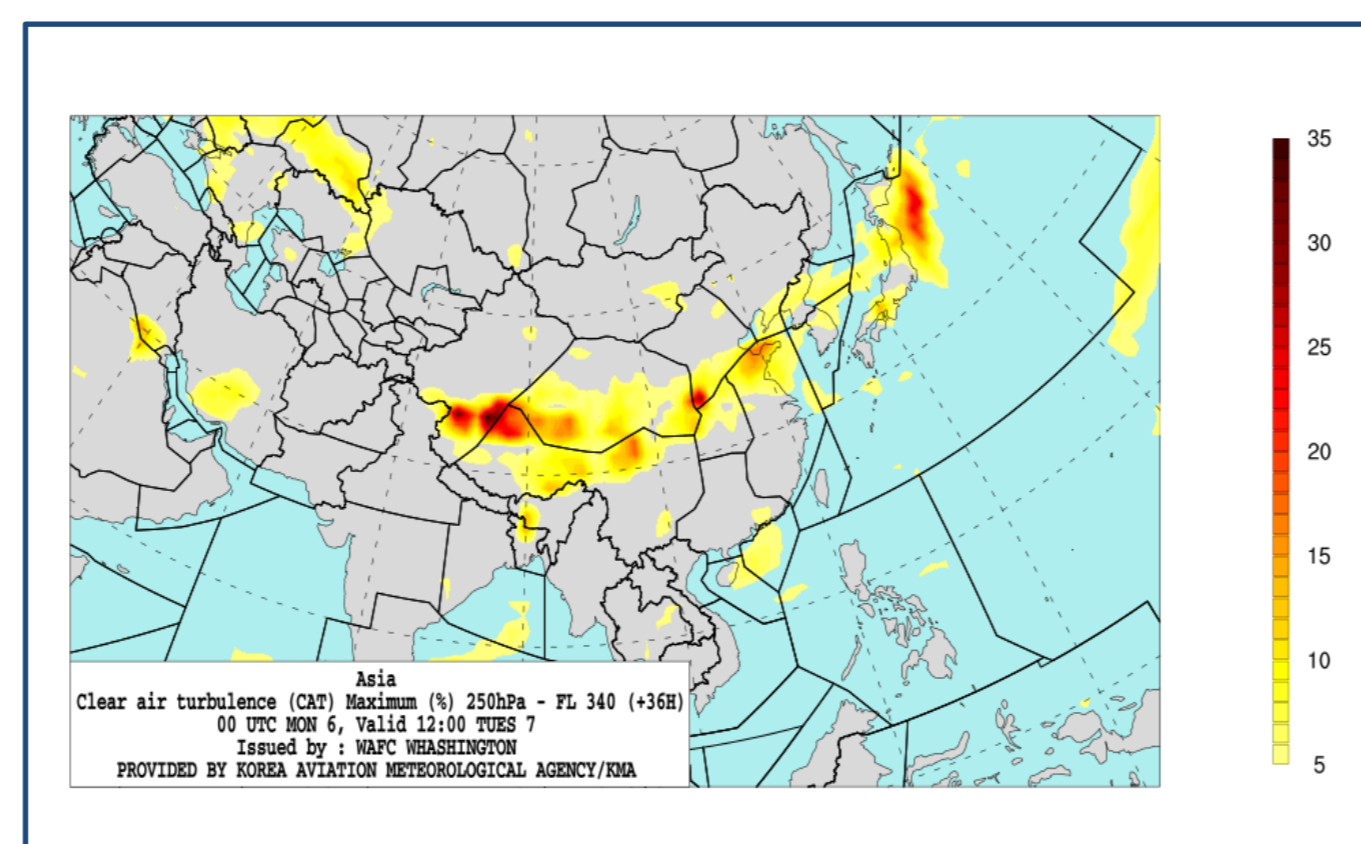 35
30
25
20
15
10
5
Asia
Clear air turbulence (CAT) Maximum (%) 250hPa - FL 340 (+36H)
00 UTC MON 6, Valid 12:00 TUES 7
Issued by : WAFC WHASHINGTON
PROVIDED BY KOREA AVIATION METEOROLOGICAL AGENCY/KMA